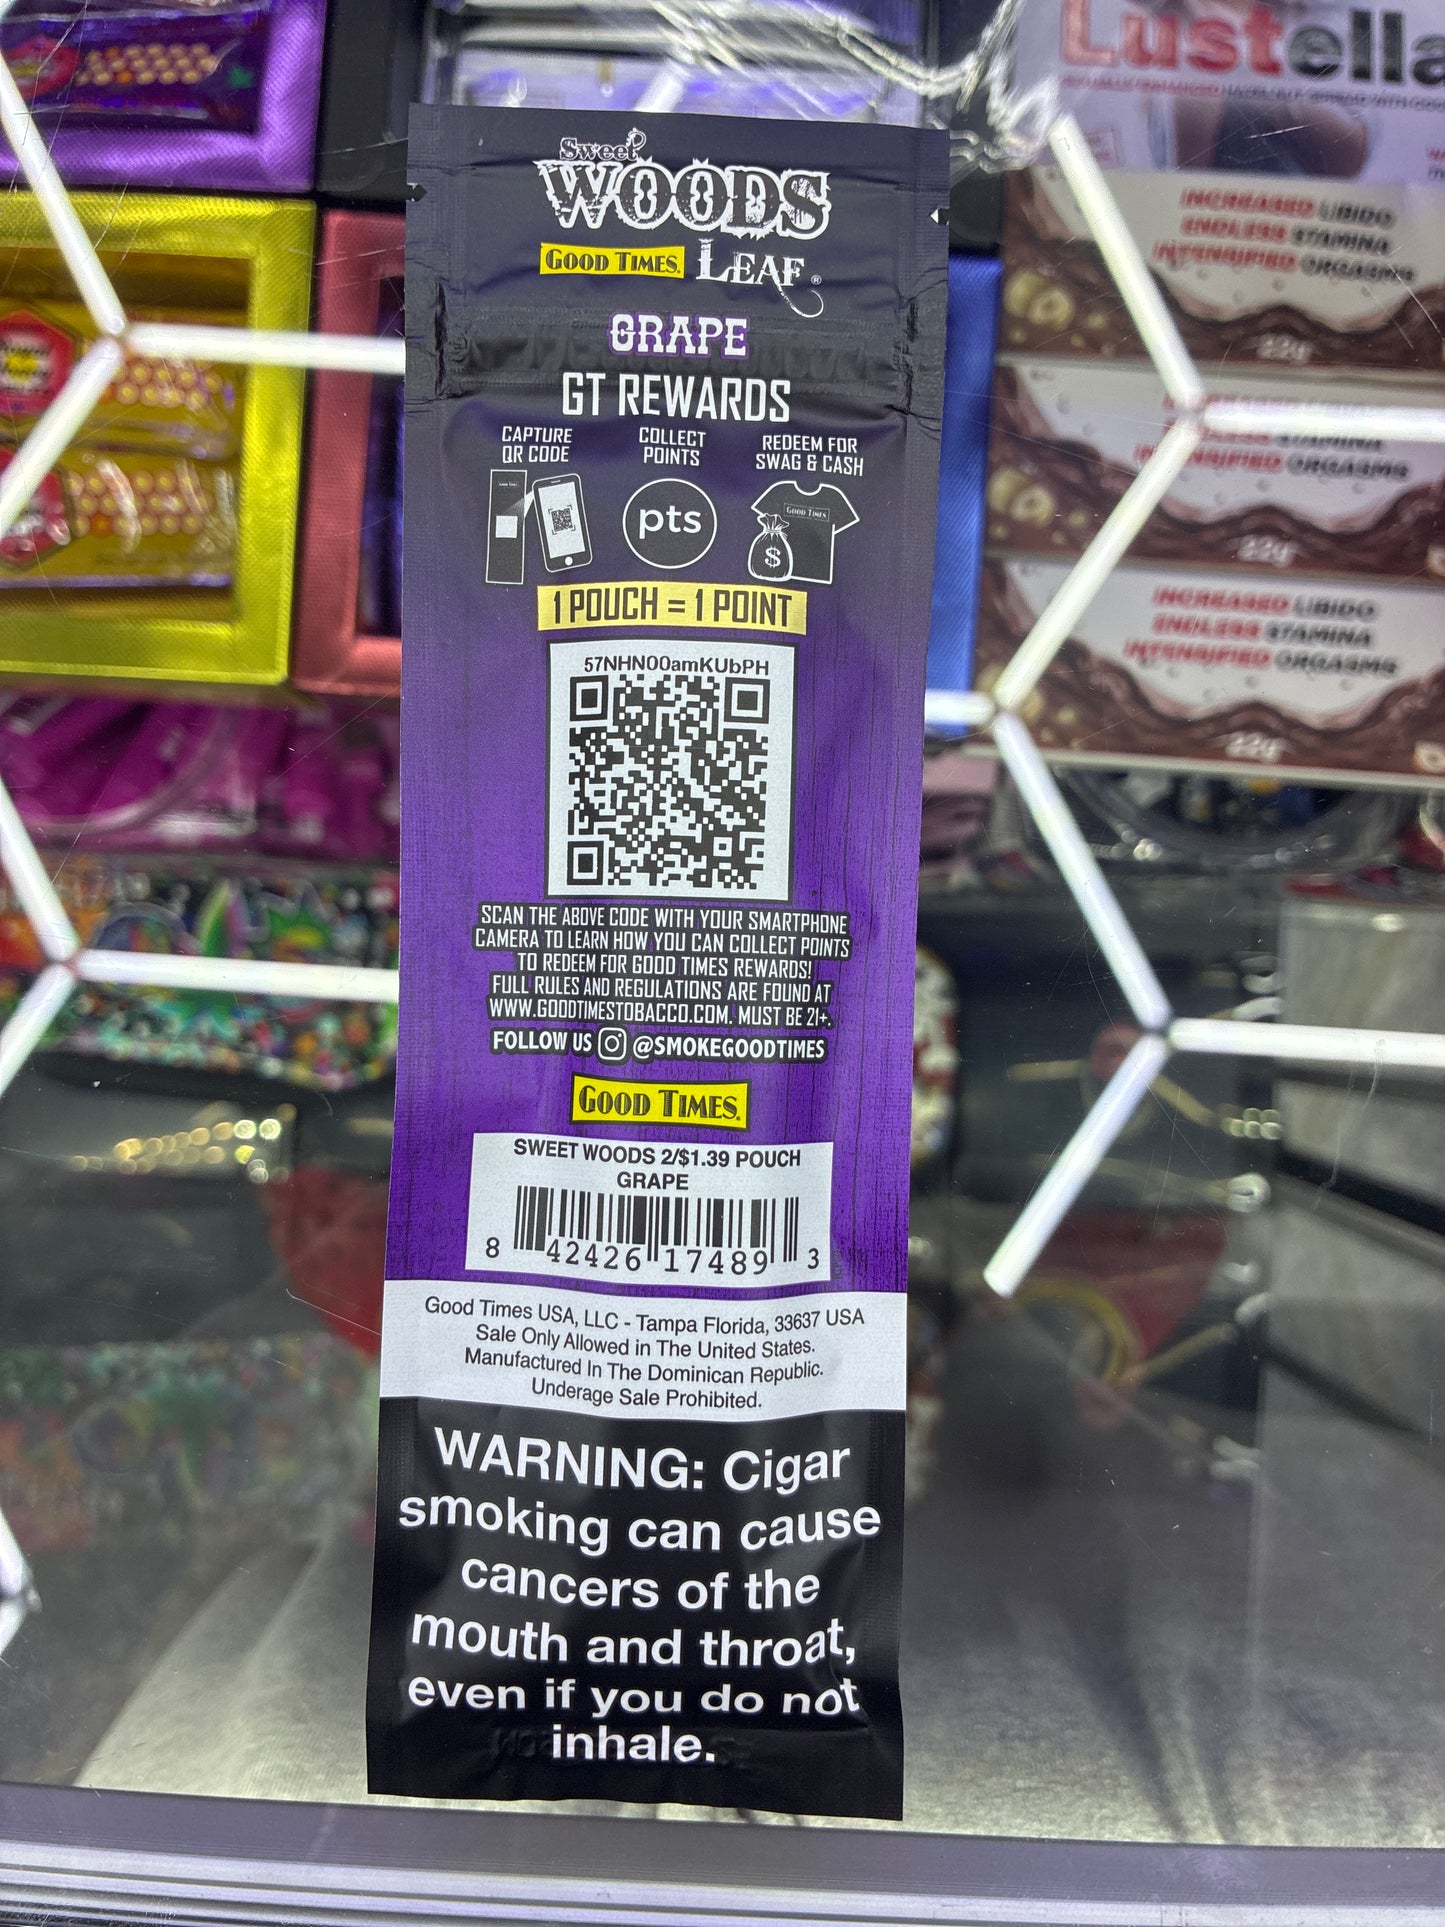 Sweet
WOODS
GOOD TIMES® LEAF®
GRAPE
GT REWARDS
CAPTURE
QR CODE
COLLECT
POINTS
REDEEM FOR
SWAG & CASH
pts
GOOD TIMES
$
1 POUCH = 1 POINT
57NHN00amKUbPH
SCAN THE ABOVE CODE WITH YOUR SMARTPHONE
CAMERA TO LEARN HOW YOU CAN COLLECT POINTS
TO REDEEM FOR GOOD TIMES REWARDS!
FULL RULES AND REGULATIONS ARE FOUND AT
WWW.GOODTIMESTOBACCO.COM. MUST BE 21+.
FOLLOW US @SMOKEGOODTIMES
GOOD TIMES®
SWEET WOODS 2/$1.39 POUCH
GRAPE
8 42426 17489 3
Good Times USA, LLC - Tampa Florida, 33637 USA
Sale Only Allowed in The United States.
Manufactured In The Dominican Republic.
Underage Sale Prohibited.
WARNING: Cigar
smoking can cause
cancers of the
mouth and throat,
even if you do not
inhale.
Lustella
INCREASED LIBIDO
ENDLESS STAMINA
INTENSIFIED ORGASMS
22g
ENDLESS STAMINA
INTENSIFIED ORGASMS
22g
INCREASED LIBIDO
ENDLESS STAMINA
INTENSIFIED ORGASMS
22g